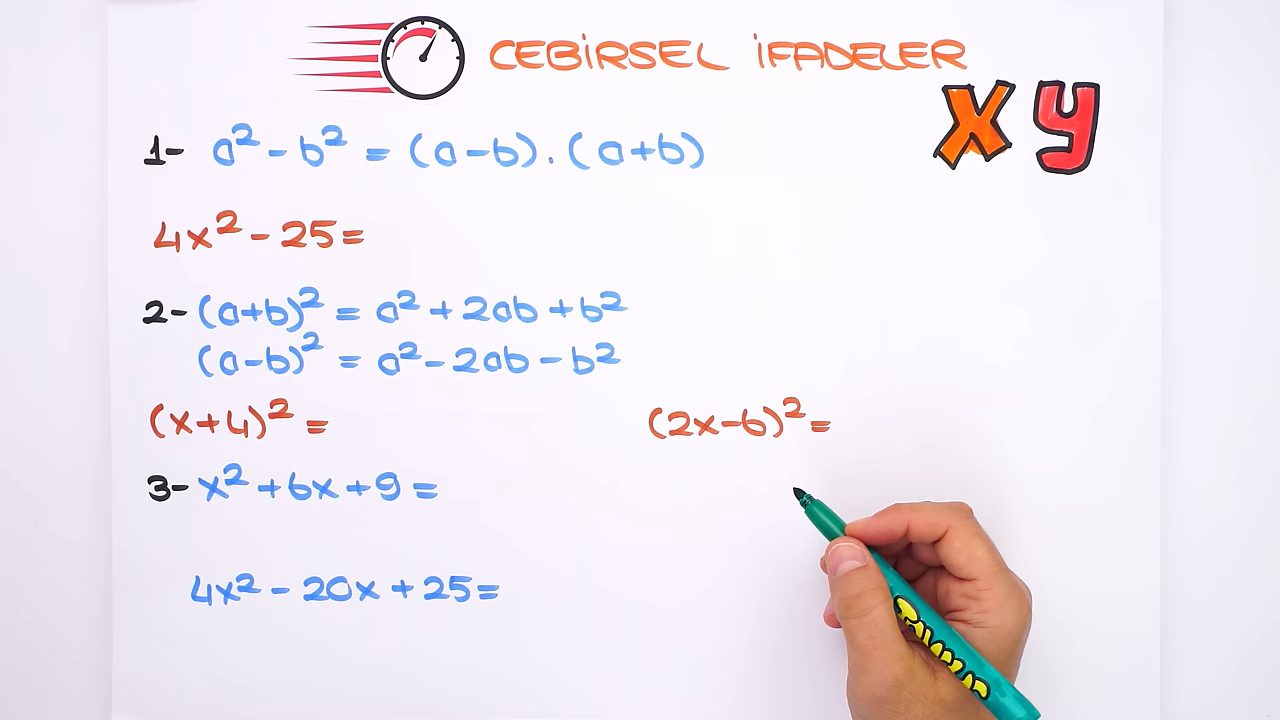 CEBİRSEL İFADELER
x y
1- a² - b² = (a-b).(a+b)
4x² - 25 =
2- (a+b)² = a² + 2ab + b²
(a-b)² = a² - 2ab - b²
(x+4)² = (2x-6)² =
3- x² + 6x + 9 =
4x² - 20x + 25 =